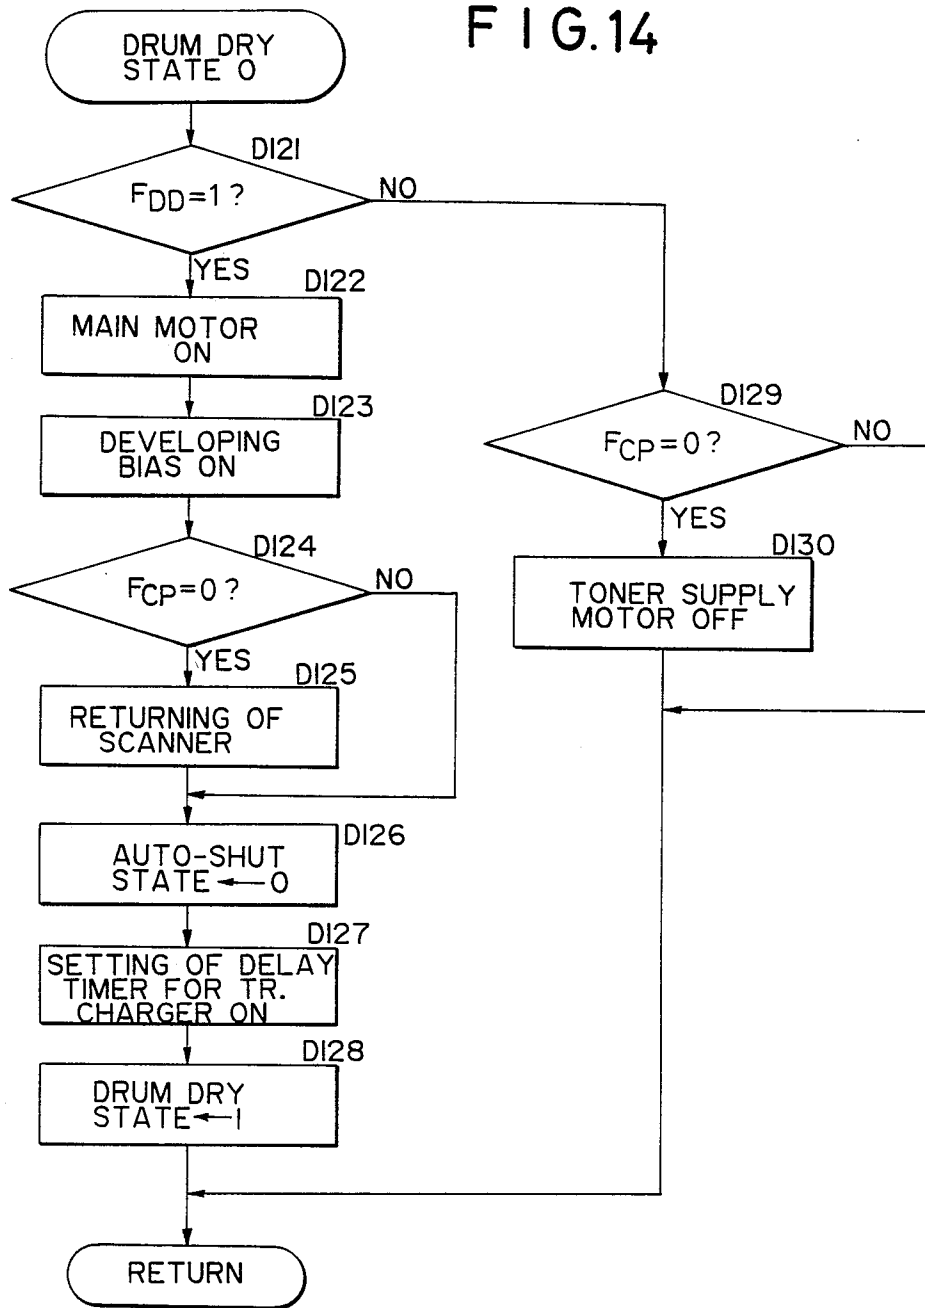 FIG.14
DRUM DRY
STATE 0
D121
FDD=1?
NO
YES
D122
MAIN MOTOR
ON
D123
DEVELOPING
BIAS ON
D124
FCP=0?
NO
YES
D125
RETURNING OF
SCANNER
D126
AUTO-SHUT
STATE ← 0
D127
SETTING OF DELAY
TIMER FOR TR.
CHARGER ON
D128
DRUM DRY
STATE ← 1
RETURN
D129
FCP=0?
NO
YES
D130
TONER SUPPLY
MOTOR OFF